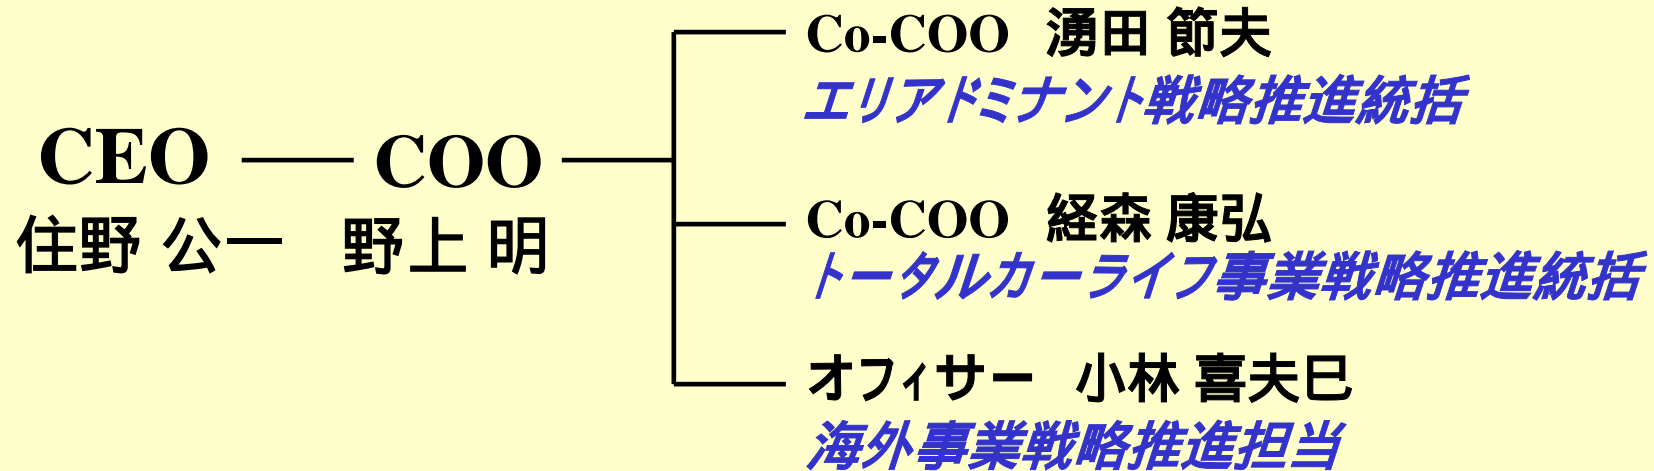 CEO
住野 公一
COO
野上 明
Co-COO 湧田 節夫
エリアドミナント戦略推進統括
Co-COO 経森 康弘
トータルカーライフ事業戦略推進統括
オフィサー 小林 喜夫巳
海外事業戦略推進担当